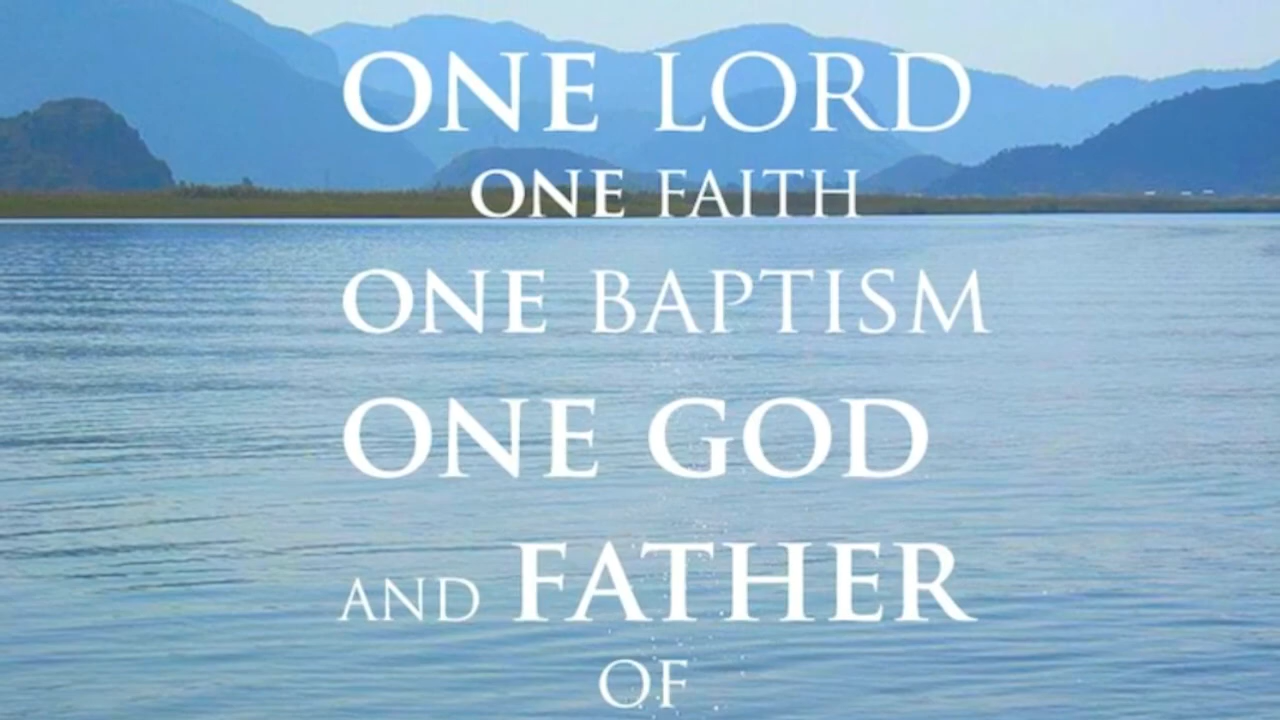 ONE LORD
ONE FAITH
ONE BAPTISM
ONE GOD
AND FATHER
OF